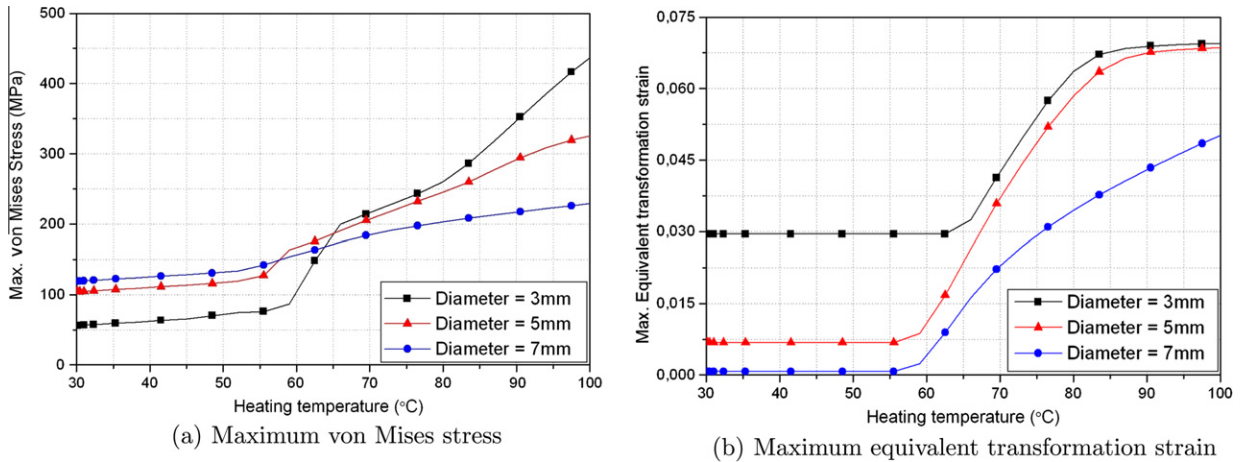 500
400
300
200
100
0
Max. von Mises Stress (MPa)
Diameter = 3mm
Diameter = 5mm
Diameter = 7mm
30 40 50 60 70 80 90 100
Heating temperature (°C)
(a) Maximum von Mises stress
0,075
0,060
0,045
0,030
0,015
0,000
Max. Equivalent transformation strain
Diameter = 3mm
Diameter = 5mm
Diameter = 7mm
30 40 50 60 70 80 90 100
Heating temperature (°C)
(b) Maximum equivalent transformation strain